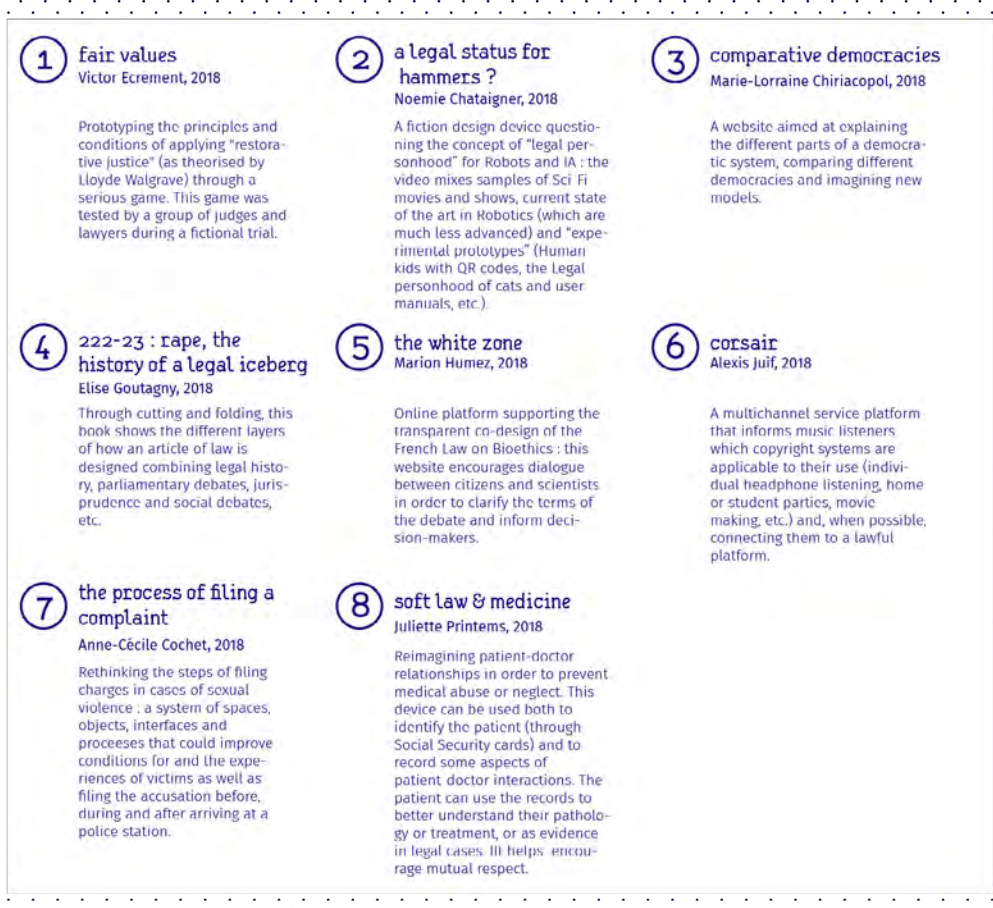 1
fair values
Victor Ecrement, 2018
Prototyping the principles and
conditions of applying "restora-
tive justice" (as theorised by
Lloyde Walgrave) through a
serious game. This game was
tested by a group of judges and
lawyers during a fictional trial.
2
a legal status for
hammers ?
Noemie Chataigner, 2018
A fiction design device questio-
ning the concept of "legal per-
sonhood" for Robots and IA : the
video mixes samples of Sci Fi
movies and shows, current state
of the art in Robotics (which are
much less advanced) and "expe-
rimental prototypes" (Human
kids with QR codes, the Legal
personhood of cats and user
manuals, etc.).
3
comparative democracies
Marie-Lorraine Chiriacopol, 2018
A website aimed at explaining
the different parts of a democra-
tic system, comparing different
democracies and imagining new
models.
4
222-23 : rape, the
history of a legal iceberg
Elise Goutagny, 2018
Through cutting and folding, this
book shows the different layers
of how an article of law is
designed combining legal histo-
ry, parliamentary debates, juris-
prudence and social debates,
etc.
5
the white zone
Marion Humez, 2018
Online platform supporting the
transparent co-design of the
French Law on Bioethics : this
website encourages dialogue
between citizens and scientists
in order to clarify the terms of
the debate and inform deci-
sion-makers.
6
corsair
Alexis Juif, 2018
A multichannel service platform
that informs music listeners
which copyright systems are
applicable to their use (indivi-
dual headphone listening, home
or student parties, movie
making, etc.) and, when possible,
connecting them to a lawful
platform.
7
the process of filing a
complaint
Anne-Cécile Cochet, 2018
Rethinking the steps of filing
charges in cases of sexual
violence : a system of spaces,
objects, interfaces and
proceeses that could improve
conditions for and the expe-
riences of victims as well as
filing the accusation before,
during and after arriving at a
police station.
8
soft law & medicine
Juliette Printems, 2018
Reimagining patient-doctor
relationships in order to prevent
medical abuse or neglect. This
device can be used both to
identify the patient (through
Social Security cards) and to
record some aspects of
patient doctor interactions. The
patient can use the records to
better understand their patholo-
gy or treatment, or as evidence
in legal cases. helps encou-
rage mutual respect.